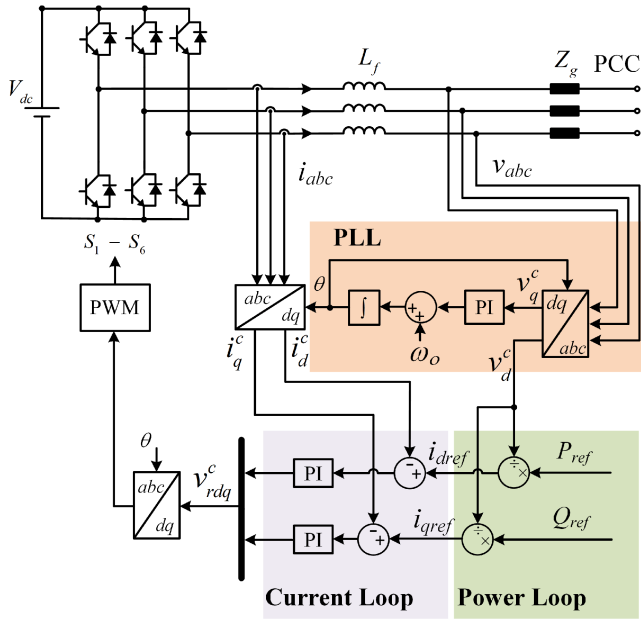 V_dc
L_f
Z_g
PCC
i_abc
v_abc
S_1 – S_6
PWM
PLL
θ
abc
dq
∫
+
+
ω_o
PI
v_q^c
dq
abc
i_q^c
i_d^c
v_d^c
θ
abc
dq
v_rdq^c
PI
-
+
i_dref
÷
×
P_ref
PI
-
+
i_qref
÷
×
Q_ref
Current Loop
Power Loop